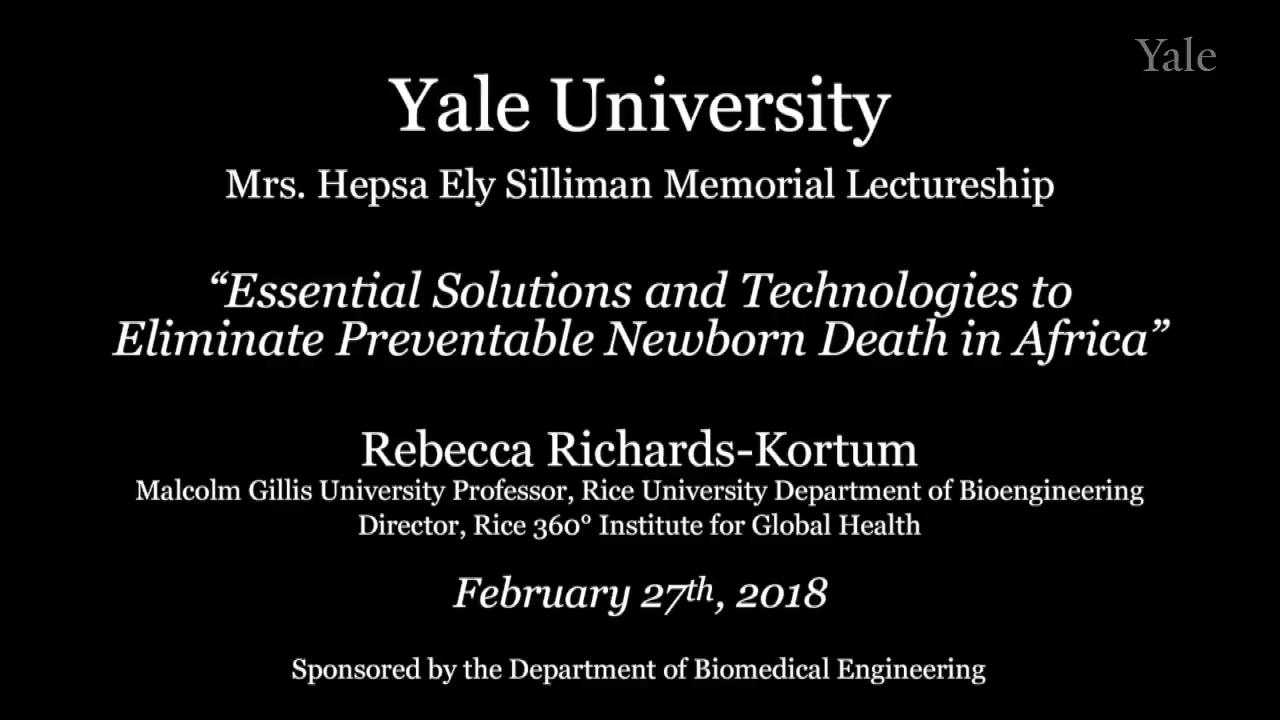 Yale
Yale University
Mrs. Hepsa Ely Silliman Memorial Lectureship
“Essential Solutions and Technologies to
Eliminate Preventable Newborn Death in Africa”
Rebecca Richards-Kortum
Malcolm Gillis University Professor, Rice University Department of Bioengineering
Director, Rice 360° Institute for Global Health
February 27th, 2018
Sponsored by the Department of Biomedical Engineering